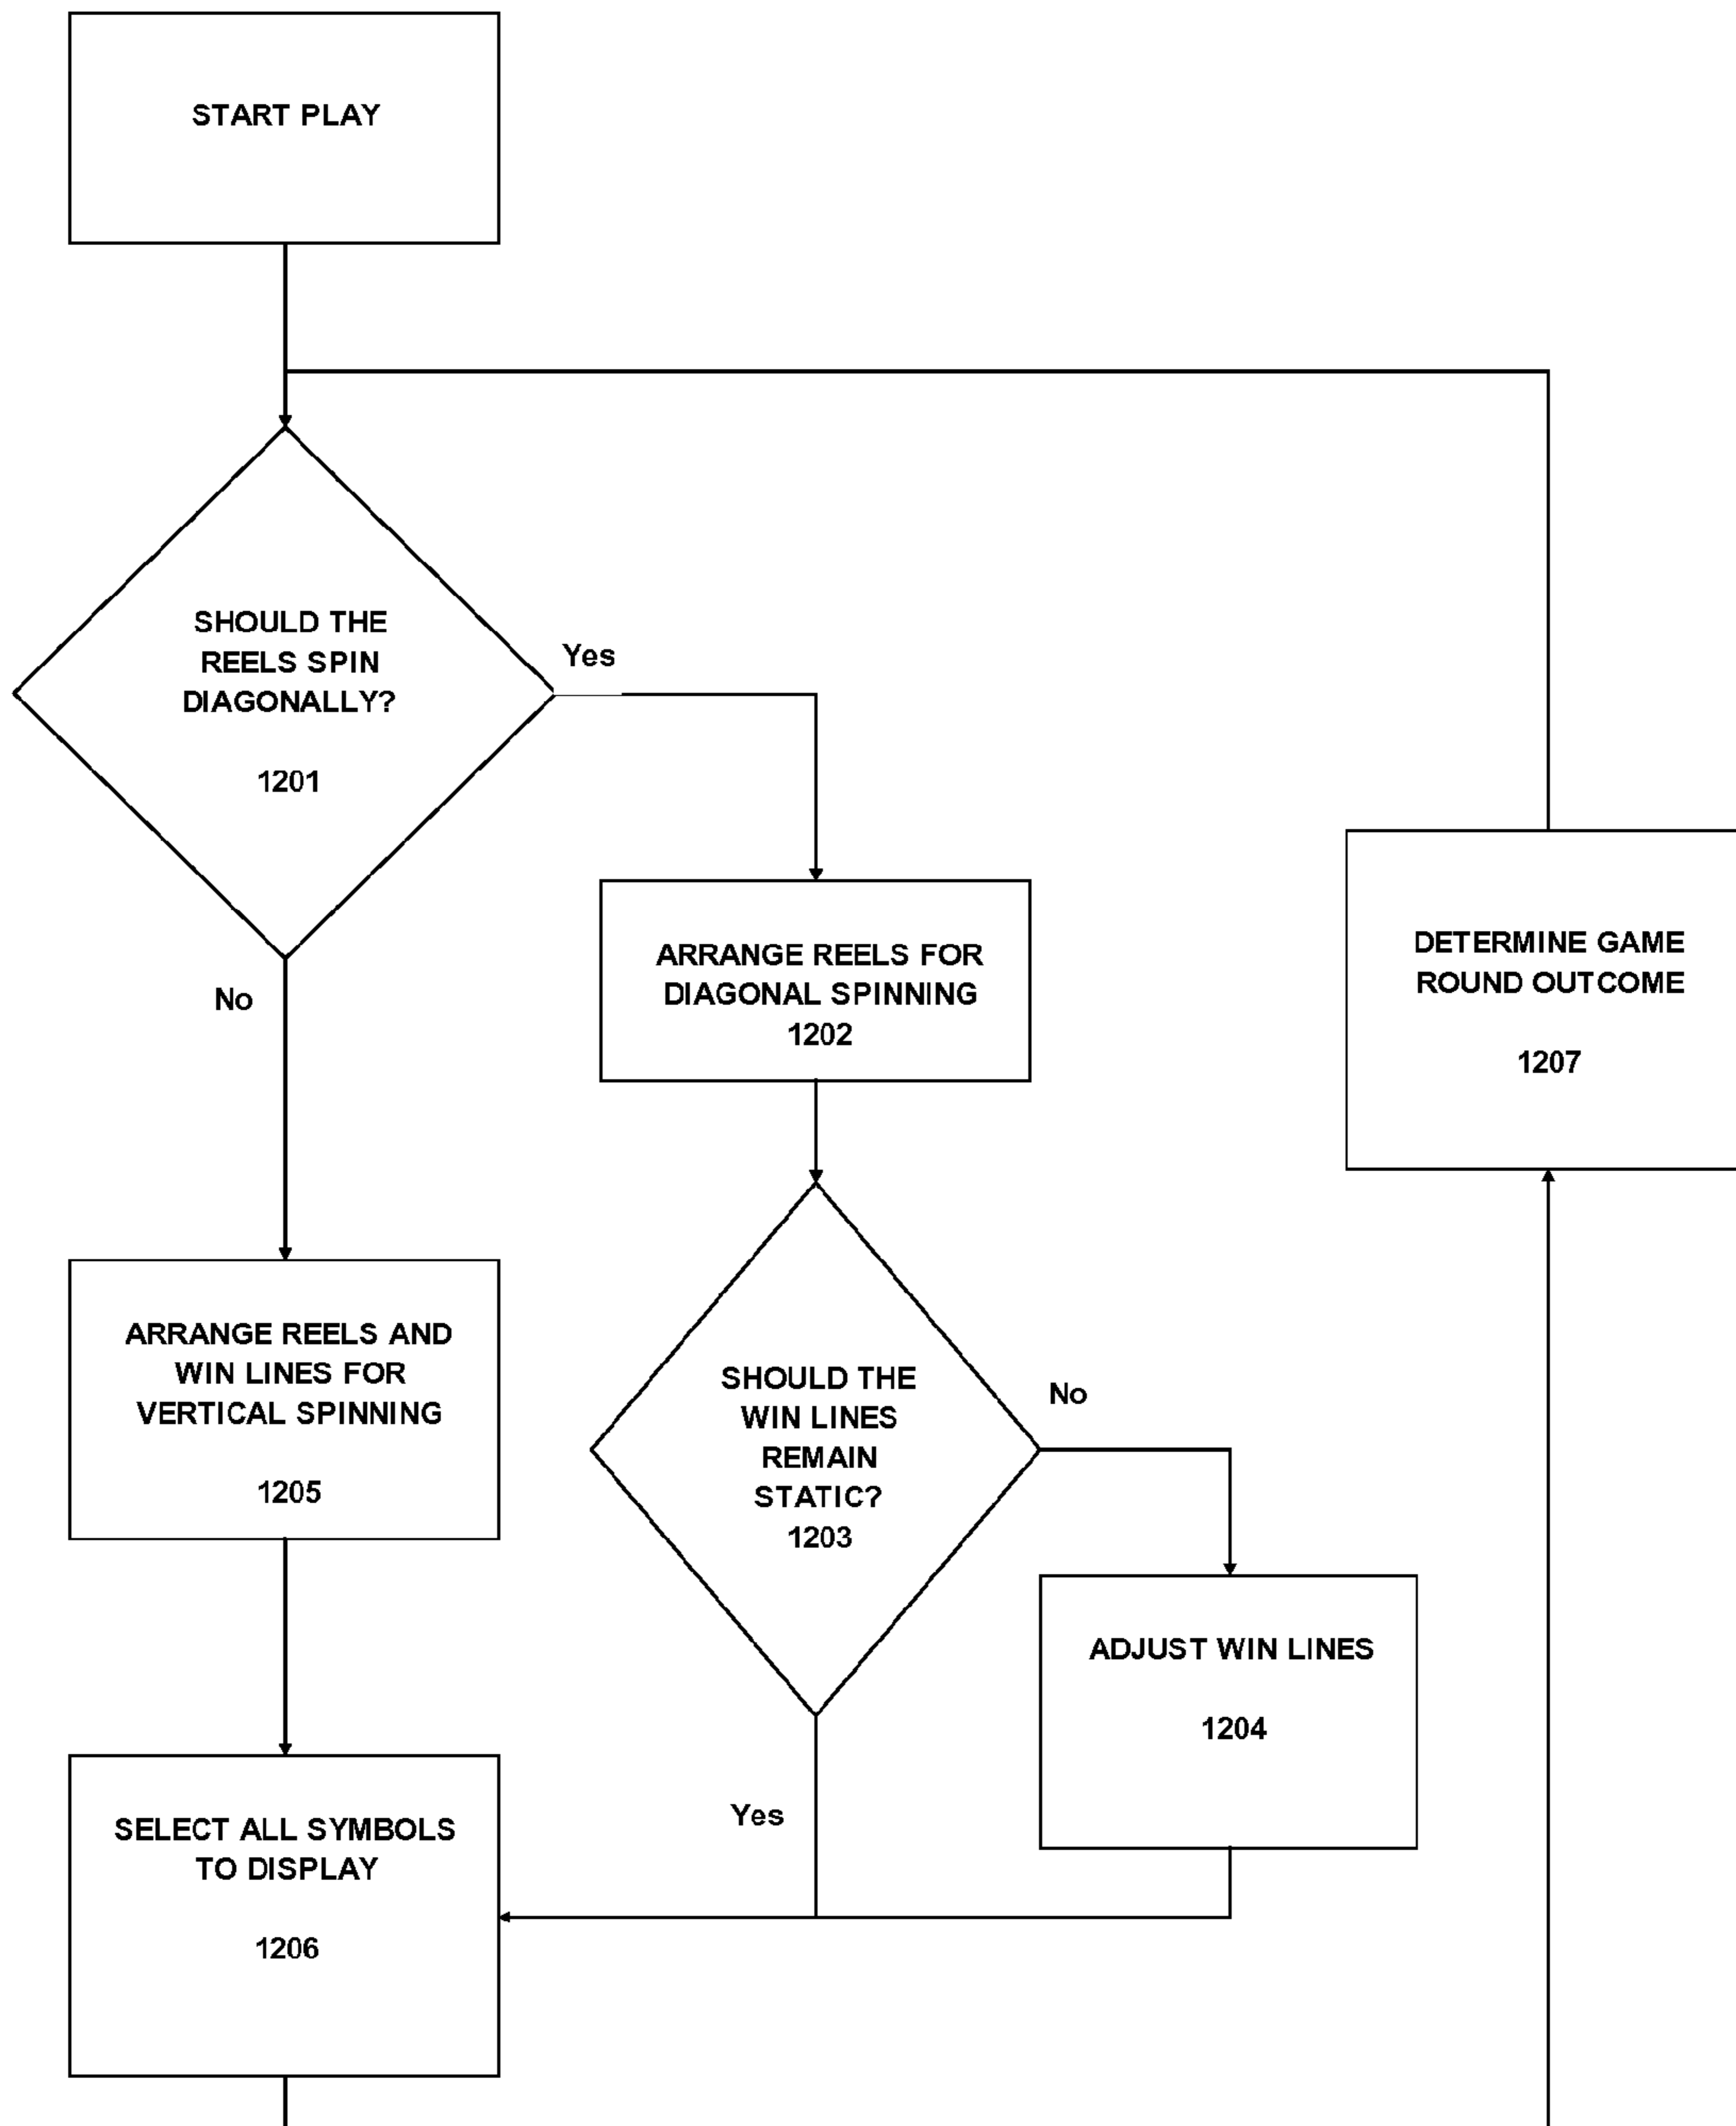 START PLAY
SHOULD THE
REELS SPIN
DIAGONALLY?
1201
Yes
No
ARRANGE REELS FOR
DIAGONAL SPINNING
1202
DETERMINE GAME
ROUND OUTCOME
1207
ARRANGE REELS AND
WIN LINES FOR
VERTICAL SPINNING
1205
SHOULD THE
WIN LINES
REMAIN
STATIC?
1203
No
Yes
ADJUST WIN LINES
1204
SELECT ALL SYMBOLS
TO DISPLAY
1206